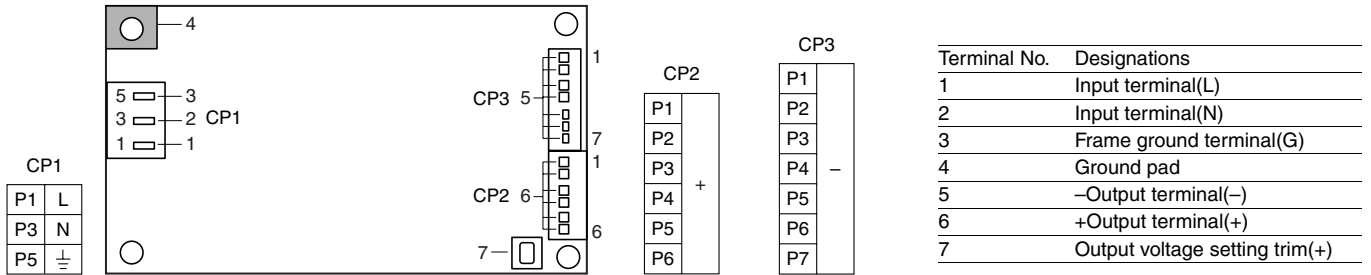 4
5 3
3 2 CP1
1 1
CP1
P1 L
P3 N
P5
1
CP3 5
7
1
CP2 6
6
7
CP2
P1
P2
P3
P4 +
P5
P6
CP3
P1
P2
P3
P4 –
P5
P6
P7
Terminal No. Designations
1 Input terminal(L)
2 Input terminal(N)
3 Frame ground terminal(G)
4 Ground pad
5 –Output terminal(–)
6 +Output terminal(+)
7 Output voltage setting trim(+)